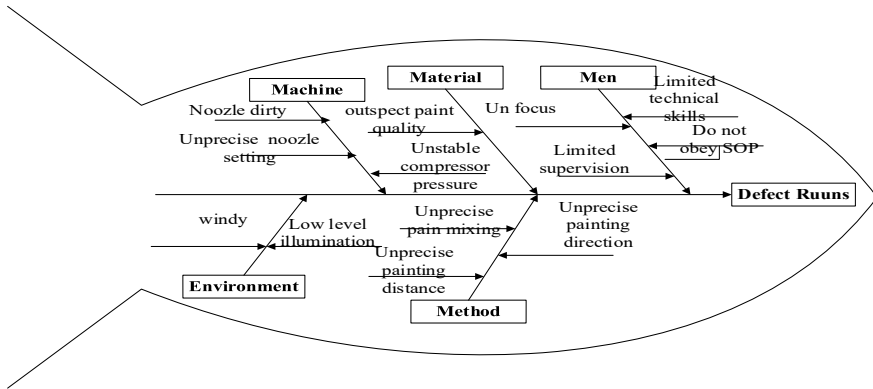 Machine
Material
Men
Noozle dirty
Unprecise noozle
setting
outspect paint
quality
Unstable
compressor
pressure
Un focus
Limited
supervision
Limited
technical
skills
Do not
obey SOP
Defect Ruuns
windy
Low level
illumination
Environment
Unprecise
pain mixing
Unprecise
painting
distance
Unprecise
painting
direction
Method